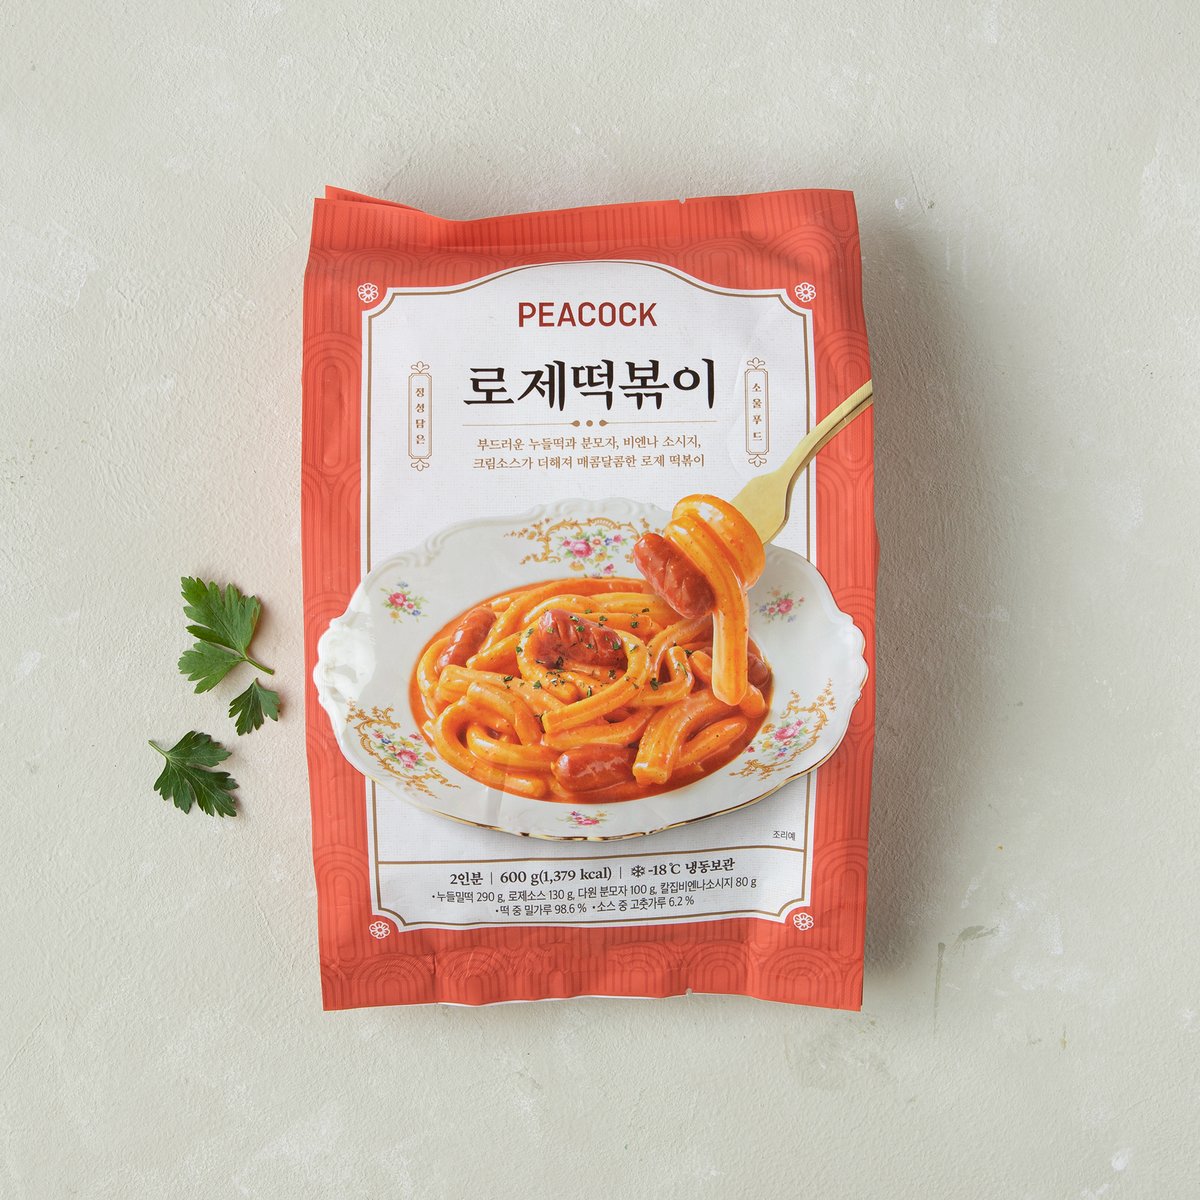 PEACOCK
로제떡볶이
정성담은
소울푸드
부드러운 누들떡과 분모자, 비엔나 소시지,
크림소스가 더해져 매콤달콤한 로제 떡볶이
조리예
2인분 | 600 g(1,379 kcal) | -18℃ 냉동보관
•누들밀떡 290 g, 로제소스 130 g, 다원 분모자 100 g, 칼집비엔나소시지 80 g
•떡 중 밀가루 98.6 % •소스 중 고춧가루 6.2 %